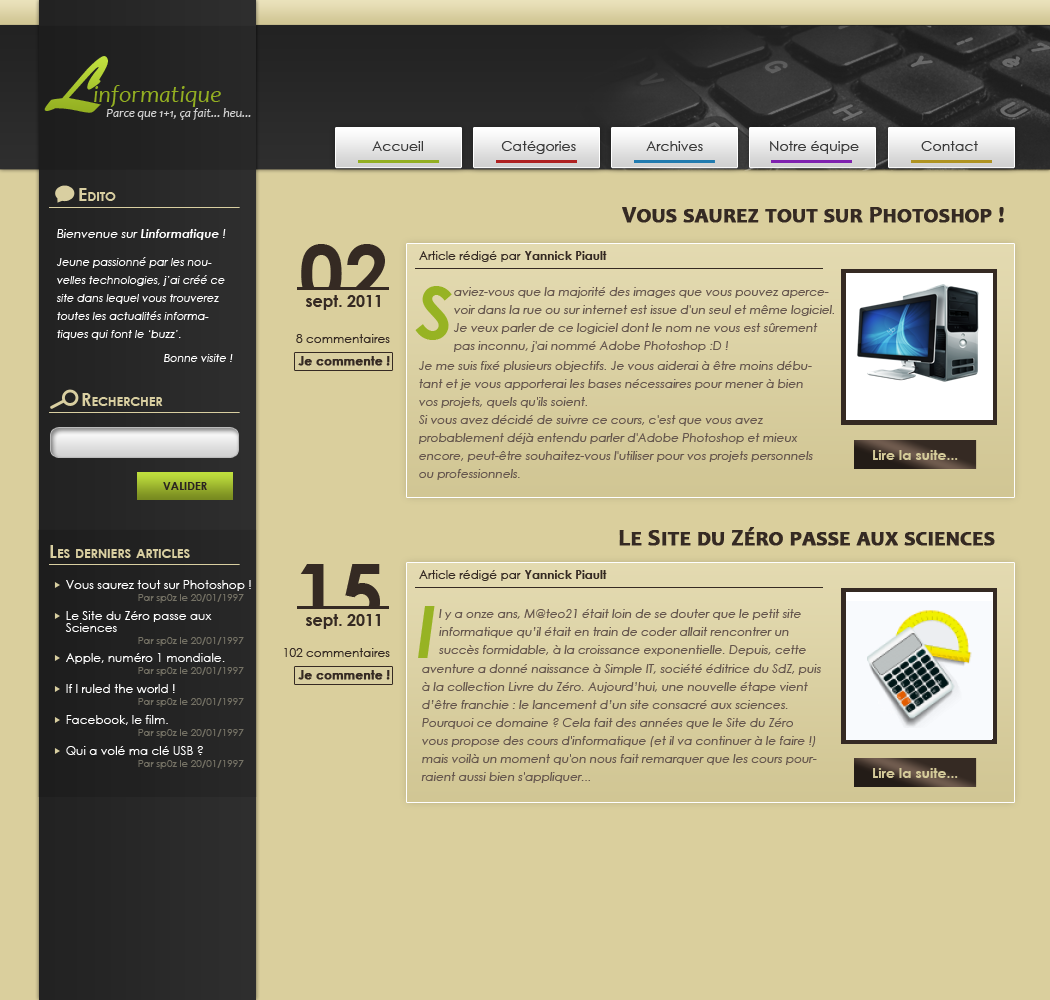 Linformatique
Parce que 1+1, ça fait... heu...
Accueil
Catégories
Archives
Notre équipe
Contact
Edito
Bienvenue sur Linformatique !
Jeune passionné par les nou-
velles technologies, j'ai créé ce
site dans lequel vous trouverez
toutes les actualités informa-
tiques qui font le 'buzz'.
Bonne visite !
Rechercher
VALIDER
Les derniers articles
Vous saurez tout sur Photoshop !
Par sp0z le 20/01/1997
Le Site du Zéro passe aux
Sciences
Par sp0z le 20/01/1997
Apple, numéro 1 mondiale.
Par sp0z le 20/01/1997
If I ruled the world !
Par sp0z le 20/01/1997
Facebook, le film.
Par sp0z le 20/01/1997
Qui a volé ma clé USB ?
Par sp0z le 20/01/1997
Vous saurez tout sur Photoshop !
02
sept. 2011
8 commentaires
Je commente !
Article rédigé par Yannick Piault
Saviez-vous que la majorité des images que vous pouvez aperce-
voir dans la rue ou sur internet est issue d'un seul et même logiciel.
Je veux parler de ce logiciel dont le nom ne vous est sûrement
pas inconnu, j'ai nommé Adobe Photoshop :D !
Je me suis fixé plusieurs objectifs. Je vous aiderai à être moins débu-
tant et je vous apporterai les bases nécessaires pour mener à bien
vos projets, quels qu'ils soient.
Si vous avez décidé de suivre ce cours, c'est que vous avez
probablement déjà entendu parler d'Adobe Photoshop et mieux
encore, peut-être souhaitez-vous l'utiliser pour vos projets personnels
ou professionnels.
Lire la suite...
Le Site du Zéro passe aux sciences
15
sept. 2011
102 commentaires
Je commente !
Article rédigé par Yannick Piault
Il y a onze ans, M@teo21 était loin de se douter que le petit site
informatique qu'il était en train de coder allait rencontrer un
succès formidable, à la croissance exponentielle. Depuis, cette
aventure a donné naissance à Simple IT, société éditrice du SdZ, puis
à la collection Livre du Zéro. Aujourd'hui, une nouvelle étape vient
d'être franchie : le lancement d'un site consacré aux sciences.
Pourquoi ce domaine ? Cela fait des années que le Site du Zéro
vous propose des cours d'informatique (et il va continuer à le faire !)
mais voilà un moment qu'on nous fait remarquer que les cours pour-
raient aussi bien s'appliquer...
Lire la suite...